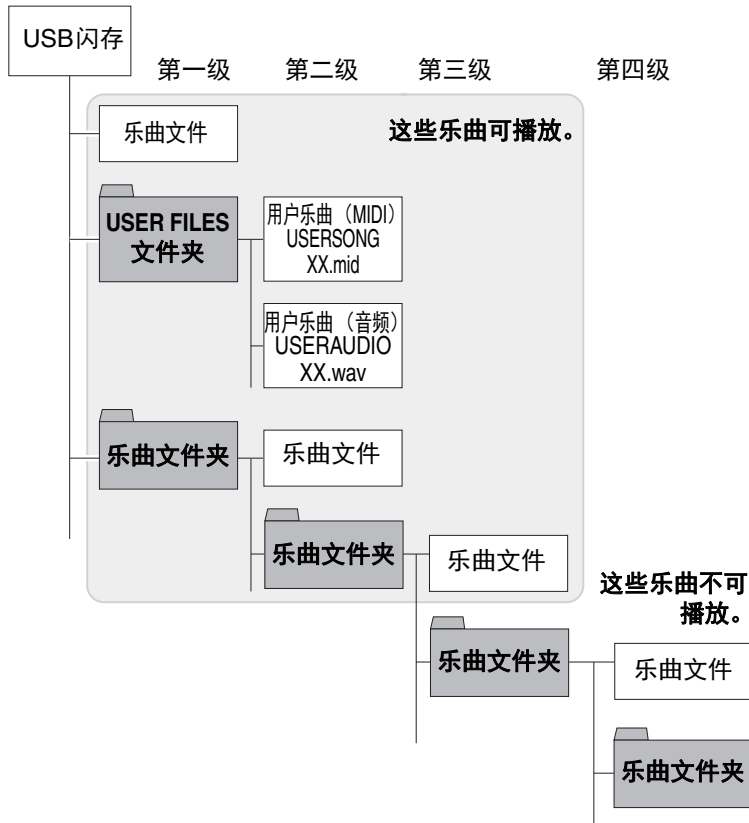 USB闪存
第一级
第二级
第三级
第四级
乐曲文件
这些乐曲可播放。
USER FILES
文件夹
用户乐曲（MIDI）
USERSONG
XX.mid
用户乐曲（音频）
USERAUDIO
XX.wav
乐曲文件夹
乐曲文件
乐曲文件夹
乐曲文件
这些乐曲不可
播放。
乐曲文件夹
乐曲文件
乐曲文件夹